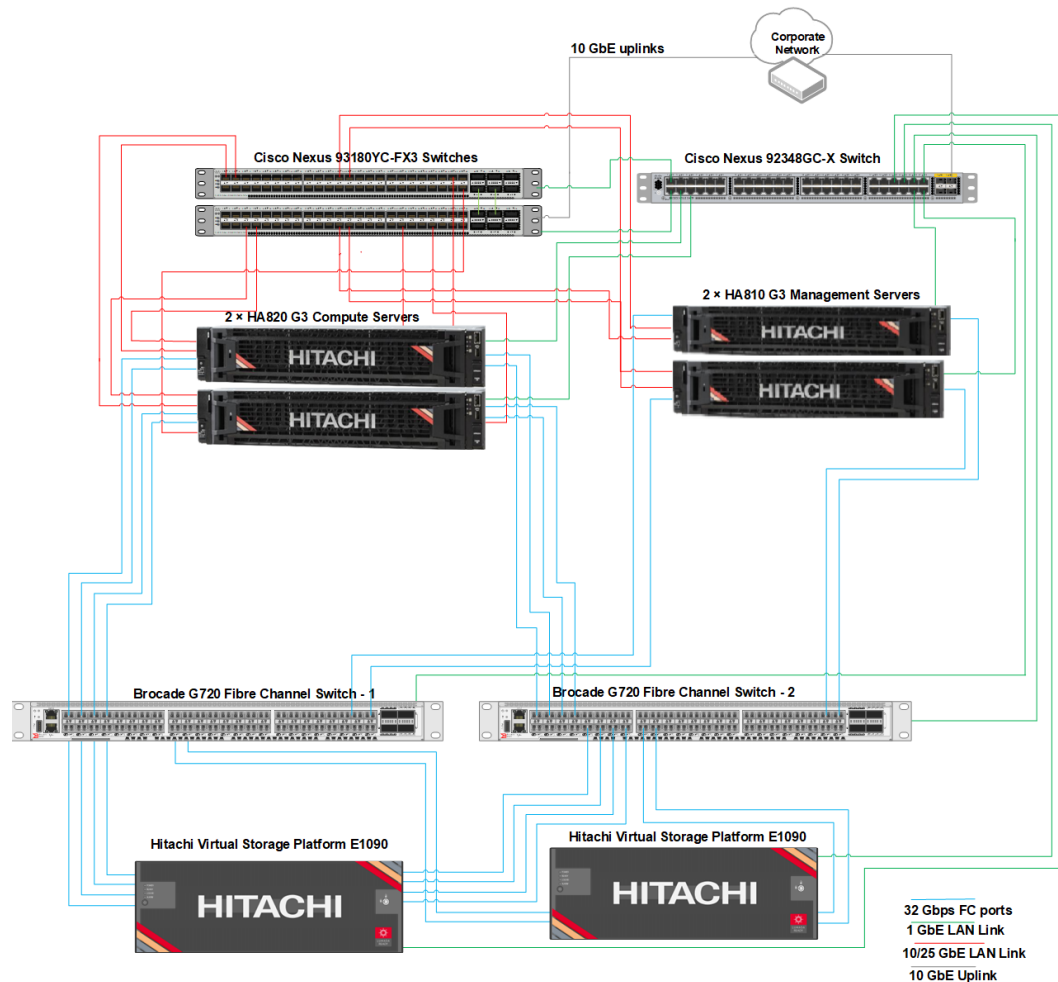 Corporate
Network
10 GbE uplinks
Cisco Nexus 93180YC-FX3 Switches
Cisco Nexus 92348GC-X Switch
2 × HA820 G3 Compute Servers
2 × HA810 G3 Management Servers
HITACHI
HITACHI
HITACHI
HITACHI
Brocade G720 Fibre Channel Switch - 1
Brocade G720 Fibre Channel Switch - 2
Hitachi Virtual Storage Platform E1090
Hitachi Virtual Storage Platform E1090
HITACHI
HITACHI
32 Gbps FC ports
1 GbE LAN Link
10/25 GbE LAN Link
10 GbE Uplink